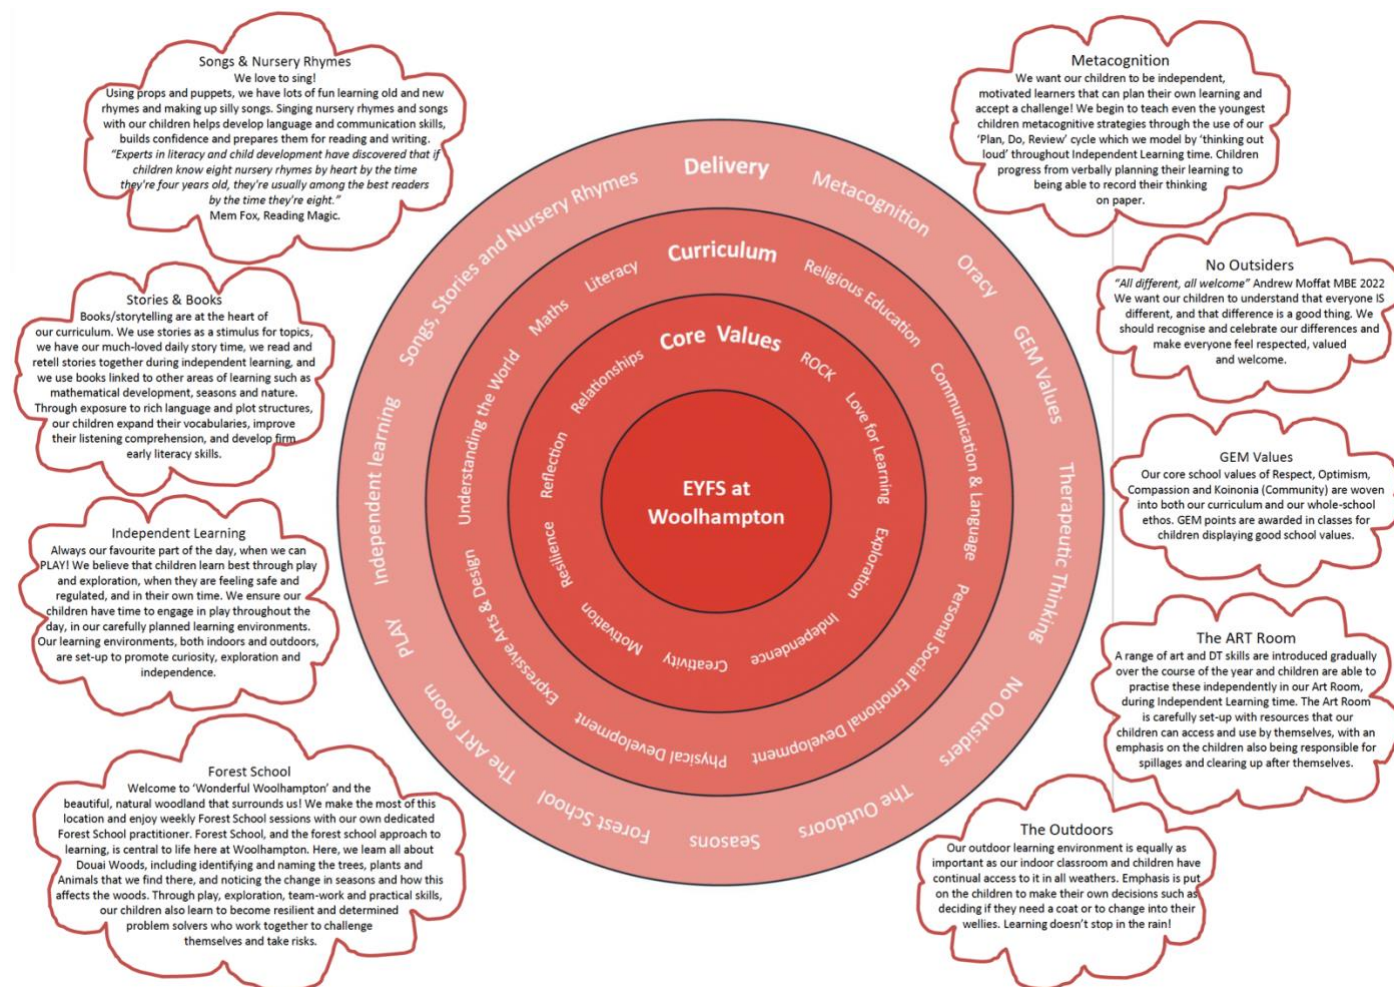 Songs & Nursery Rhymes
We love to sing!
Using props and puppets, we have lots of fun learning old and new
rhymes and making up silly songs. Singing nursery rhymes and songs
with our children helps develop language and communication skills,
builds confidence and prepares them for reading and writing.
“Experts in literacy and child development have discovered that if
children know eight nursery rhymes by heart by the time
they're four years old, they're usually among the best readers
by the time they're eight.”
Mem Fox, Reading Magic.
Stories & Books
Books/storytelling are at the heart of
our curriculum. We use stories as a stimulus for topics,
we have our much-loved daily story time, we read and
retell stories together during independent learning, and
we use books linked to other areas of learning such as
mathematical development, seasons and nature.
Through exposure to rich language and plot structures,
our children expand their vocabularies, improve
their listening comprehension, and develop firm
early literacy skills.
Independent Learning
Always our favourite part of the day, when we can
PLAY! We believe that children learn best through play
and exploration, when they are feeling safe and
regulated, and in their own time. We ensure our
children have time to engage in play throughout the
day, in our carefully planned learning environments.
Our learning environments, both indoors and outdoors,
are set-up to promote curiosity, exploration and
independence.
Forest School
Welcome to ‘Wonderful Woolhampton’ and the
beautiful, natural woodland that surrounds us! We make the most of this
location and enjoy weekly Forest School sessions with our own dedicated
Forest School practitioner. Forest School, and the forest school approach to
learning, is central to life here at Woolhampton. Here, we learn all about
Douai Woods, including identifying and naming the trees, plants and
Animals that we find there, and noticing the change in seasons and how this
affects the woods. Through play, exploration, team-work and practical skills,
our children also learn to become resilient and determined
problem solvers who work together to challenge
themselves and take risks.
Delivery
Metacognition
Oracy
GEM Values
Therapeutic Thinking
No Outsiders
The Outdoors
Seasons
Forest School
The ART Room
PLAY
Independent learning
Songs, Stories and Nursery Rhymes
Curriculum
Religious Education
Communication & Language
Personal Social Emotional Development
Physical Development
Expressive Arts & Design
Understanding the World
Maths
Literacy
Core Values
ROCK
Love for Learning
Exploration
Independence
Creativity
Motivation
Resilience
Reflection
Relationships
EYFS at
Woolhampton
Metacognition
We want our children to be independent,
motivated learners that can plan their own learning and
accept a challenge! We begin to teach even the youngest
children metacognitive strategies through the use of our
‘Plan, Do, Review’ cycle which we model by ‘thinking out
loud’ throughout Independent Learning time. Children
progress from verbally planning their learning to
being able to record their thinking
on paper.
No Outsiders
“All different, all welcome” Andrew Moffat MBE 2022
We want our children to understand that everyone IS
different, and that difference is a good thing. We
should recognise and celebrate our differences and
make everyone feel respected, valued
and welcome.
GEM Values
Our core school values of Respect, Optimism,
Compassion and Koinonia (Community) are woven
into both our curriculum and our whole-school
ethos. GEM points are awarded in classes for
children displaying good school values.
The ART Room
A range of art and DT skills are introduced gradually
over the course of the year and children are able to
practise these independently in our Art Room,
during Independent Learning time. The Art Room
is carefully set-up with resources that our
children can access and use by themselves, with an
emphasis on the children also being responsible for
spillages and clearing up after themselves.
The Outdoors
Our outdoor learning environment is equally as
important as our indoor classroom and children have
continual access to it in all weathers. Emphasis is put
on the children to make their own decisions such as
deciding if they need a coat or to change into their
wellies. Learning doesn’t stop in the rain!